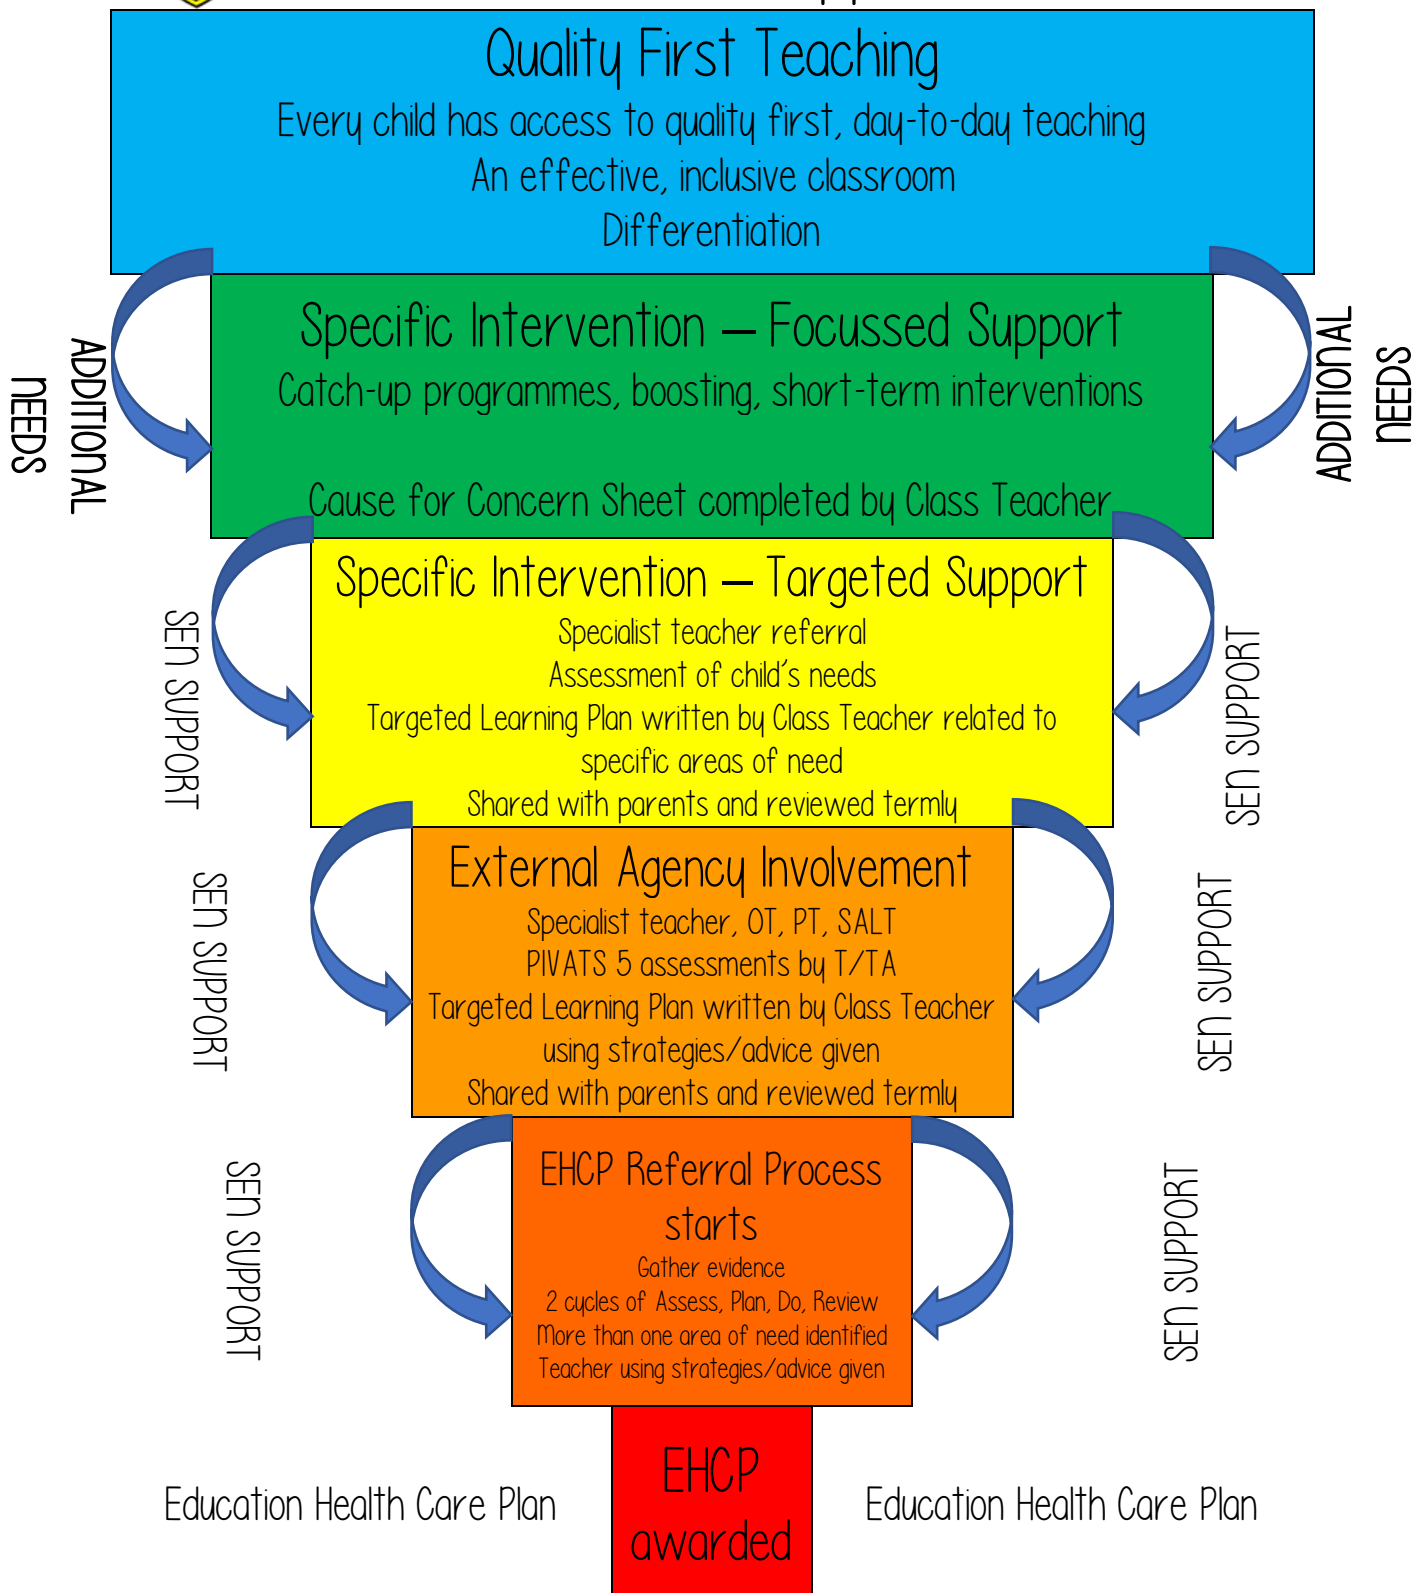 Quality First Teaching
Every child has access to quality first, day-to-day teaching
An effective, inclusive classroom
Differentiation
ADDITIONAL
NEEDS
Specific Intervention – Focussed Support
Catch-up programmes, boosting, short-term interventions
Cause for Concern Sheet completed by Class Teacher
ADDITIONAL
NEEDS
SEN SUPPORT
Specific Intervention – Targeted Support
Specialist teacher referral
Assessment of child's needs
Targeted Learning Plan written by Class Teacher related to
specific areas of need
Shared with parents and reviewed termly
SEN SUPPORT
SEN SUPPORT
External Agency Involvement
Specialist teacher, OT, PT, SALT
PIVATS 5 assessments by T/TA
Targeted Learning Plan written by Class Teacher
using strategies/advice given
Shared with parents and reviewed termly
SEN SUPPORT
SEN SUPPORT
EHCP Referral Process
starts
Gather evidence
2 cycles of Assess, Plan, Do, Review
More than one area of need identified
Teacher using strategies/advice given
SEN SUPPORT
Education Health Care Plan
EHCP
awarded
Education Health Care Plan